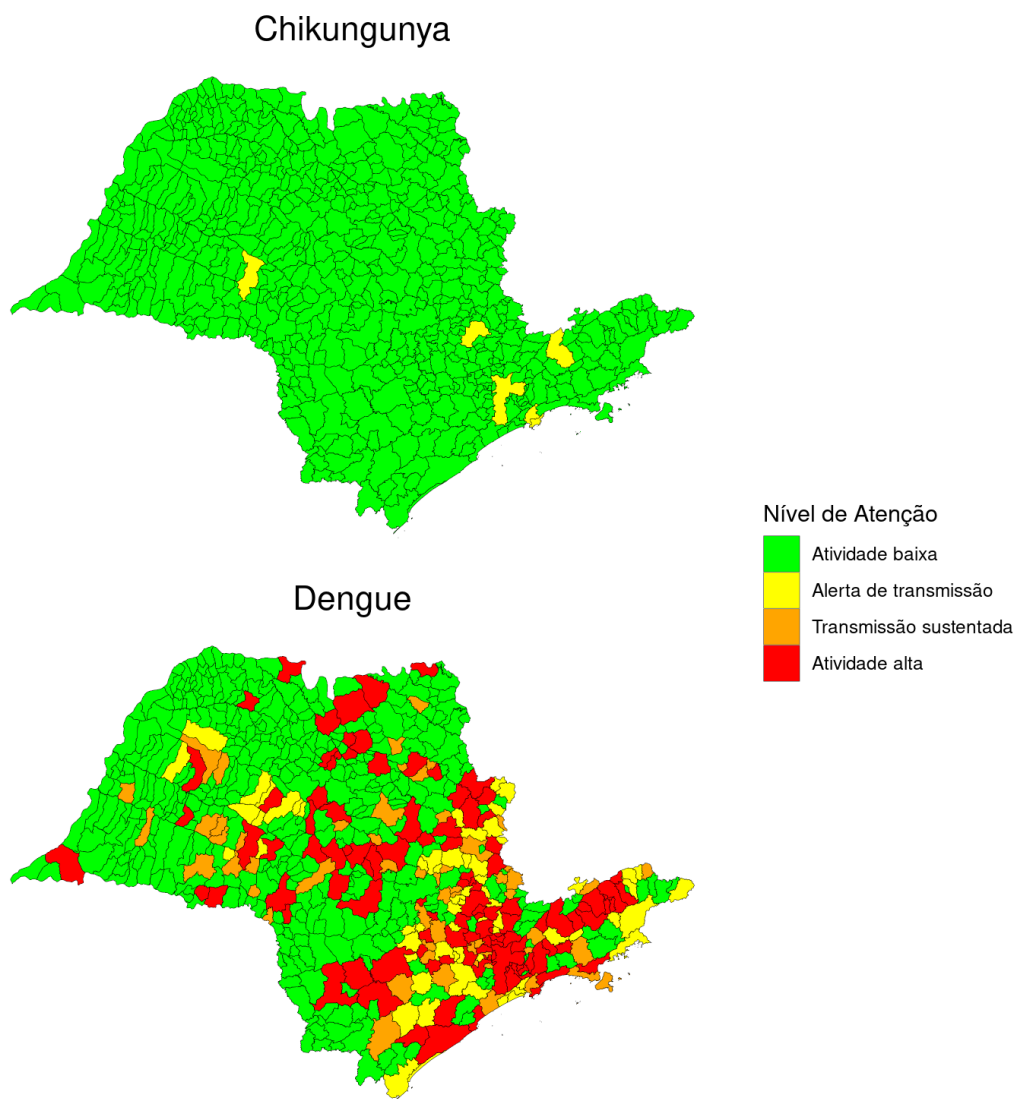 Chikungunya
Nível de Atenção
Atividade baixa
Alerta de transmissão
Transmissão sustentada
Atividade alta
Dengue